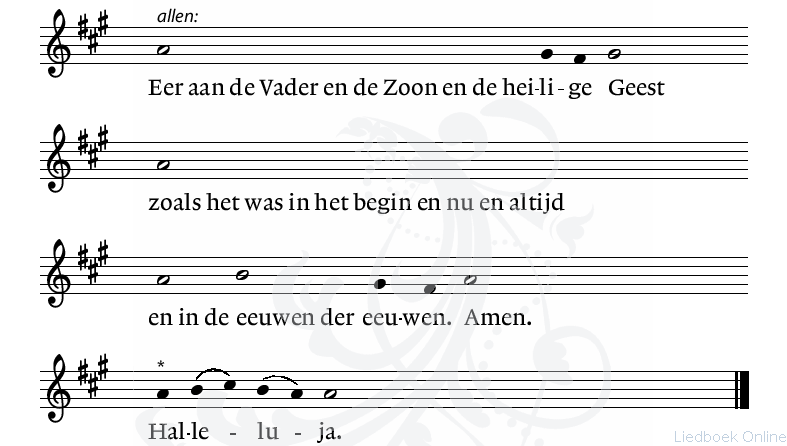 allen:
Eer aan de Vader en de Zoon en de hei-li-ge Geest
zoals het was in het begin en nu en altijd
en in de eeuwen der eeu-wen. Amen.
*
Hal-le - lu - ja.
Liedboek Online